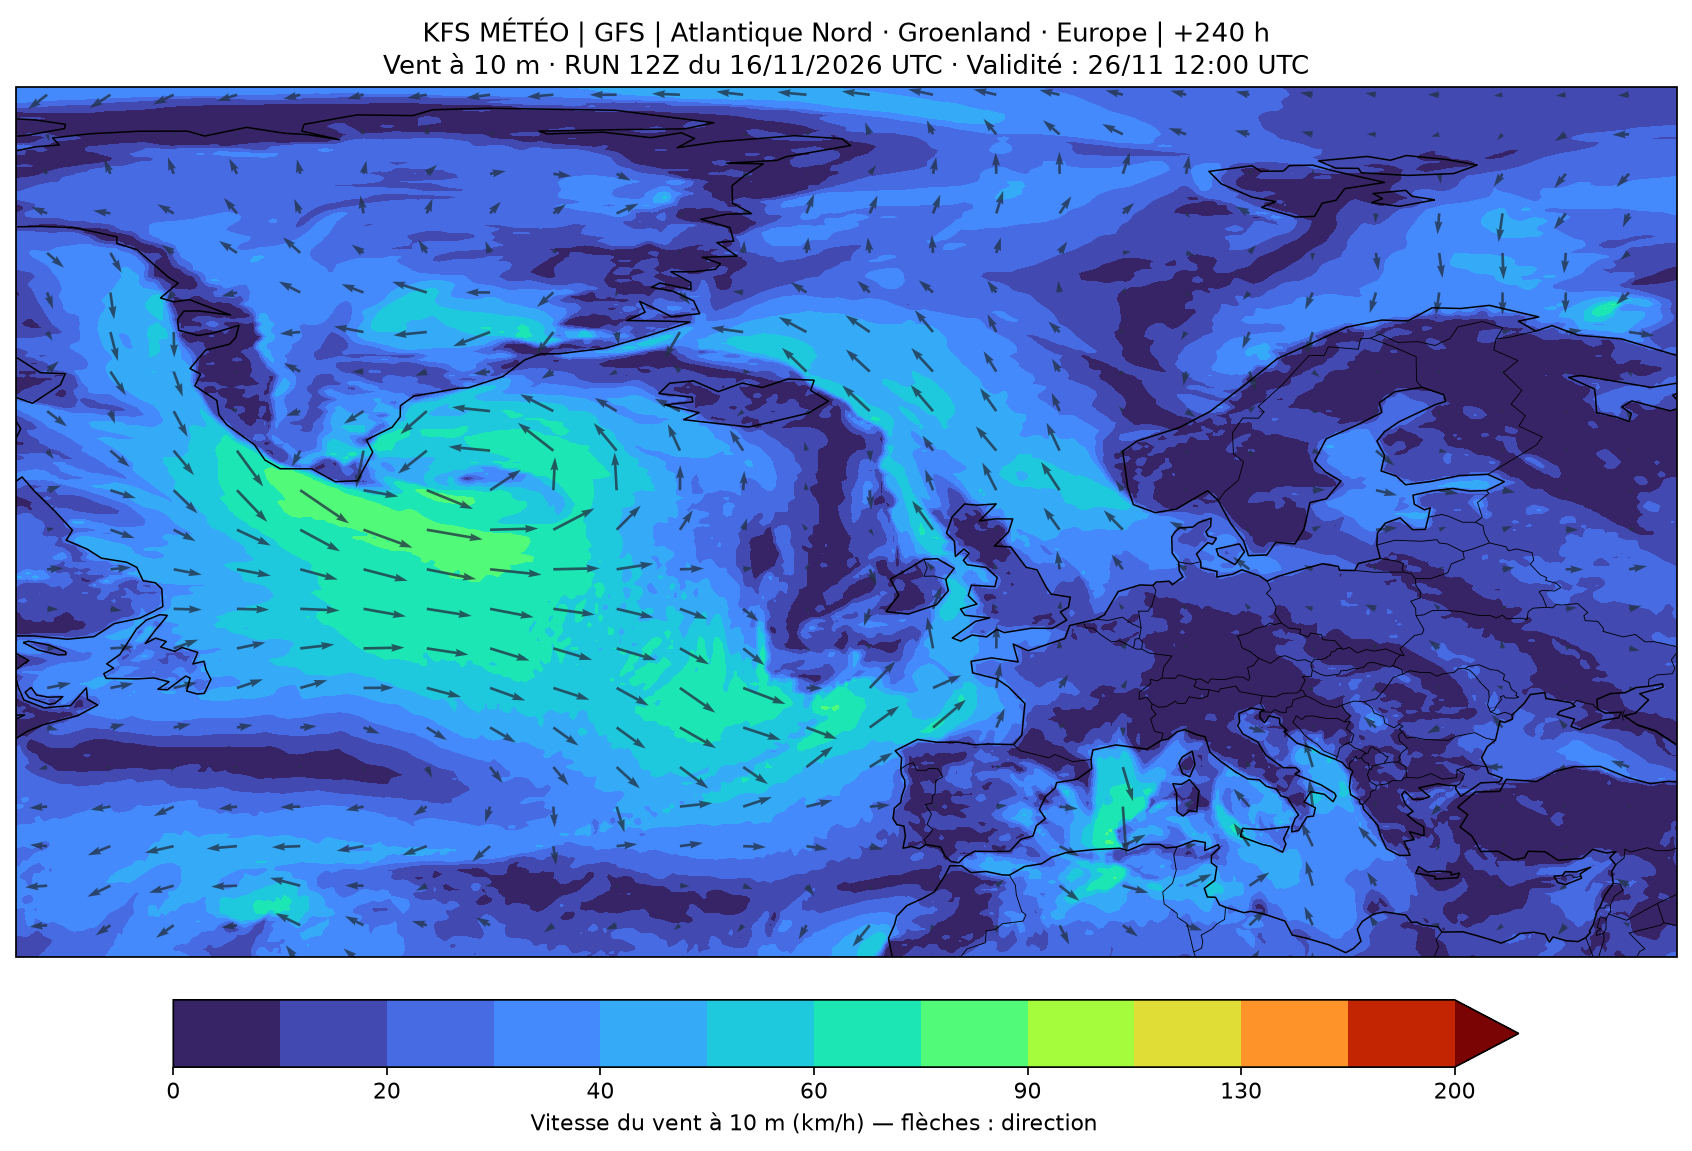 KFS MÉTÉO | GFS | Atlantique Nord · Groenland · Europe | +240 h
Vent à 10 m · RUN 12Z du 16/11/2026 UTC · Validité : 26/11 12:00 UTC
0 20 40 60 90 130 200
Vitesse du vent à 10 m (km/h) — flèches : direction